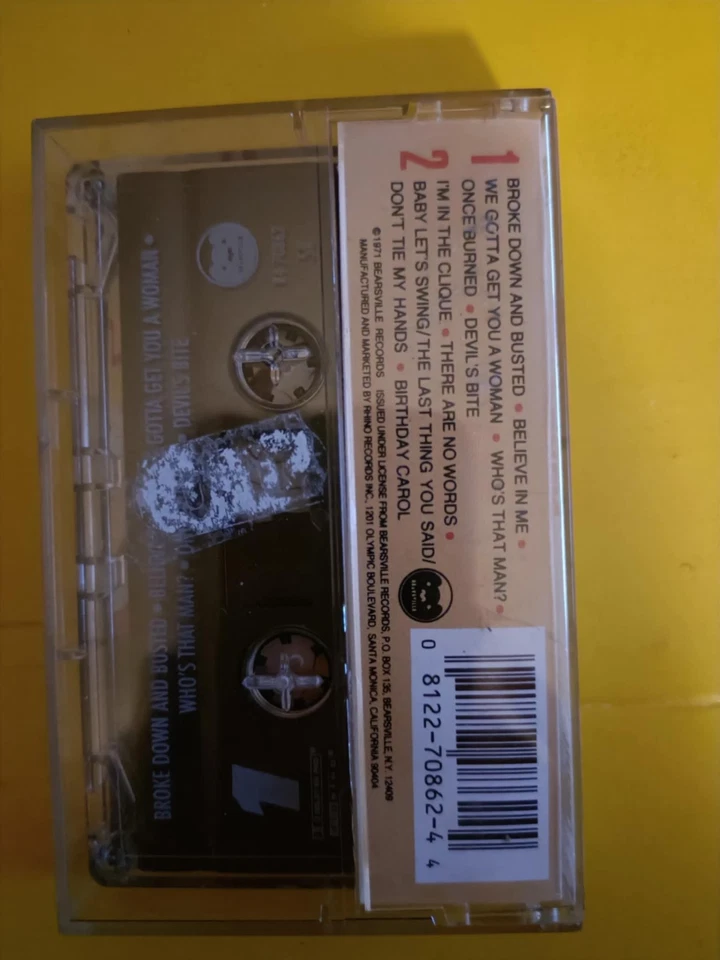 1 BROKE DOWN AND BUSTED • BELIEVE IN ME •
WE GOTTA GET YOU A WOMAN • WHO'S THAT MAN? •
ONCE BURNED • DEVIL'S BITE
2 I'M IN THE CLIQUE • THERE ARE NO WORDS •
BABY LET'S SWING/THE LAST THING YOU SAID/
DON'T TIE MY HANDS • BIRTHDAY CAROL
©1971 BEARSVILLE RECORDS ISSUED UNDER LICENSE FROM BEARSVILLE RECORDS, P.O. BOX 135, BEARSVILLE, N.Y. 12409
MANUFACTURED AND MARKETED BY RHINO RECORDS INC., 1201 OLYMPIC BOULEVARD, SANTA MONICA, CALIFORNIA 90404
BEARSVILLE
0 8122-70862-4 4
1
BROKE DOWN AND BUSTED •
GOTTA GET YOU A WOMAN •
WHO'S THAT MAN? •
DEVIL'S BITE